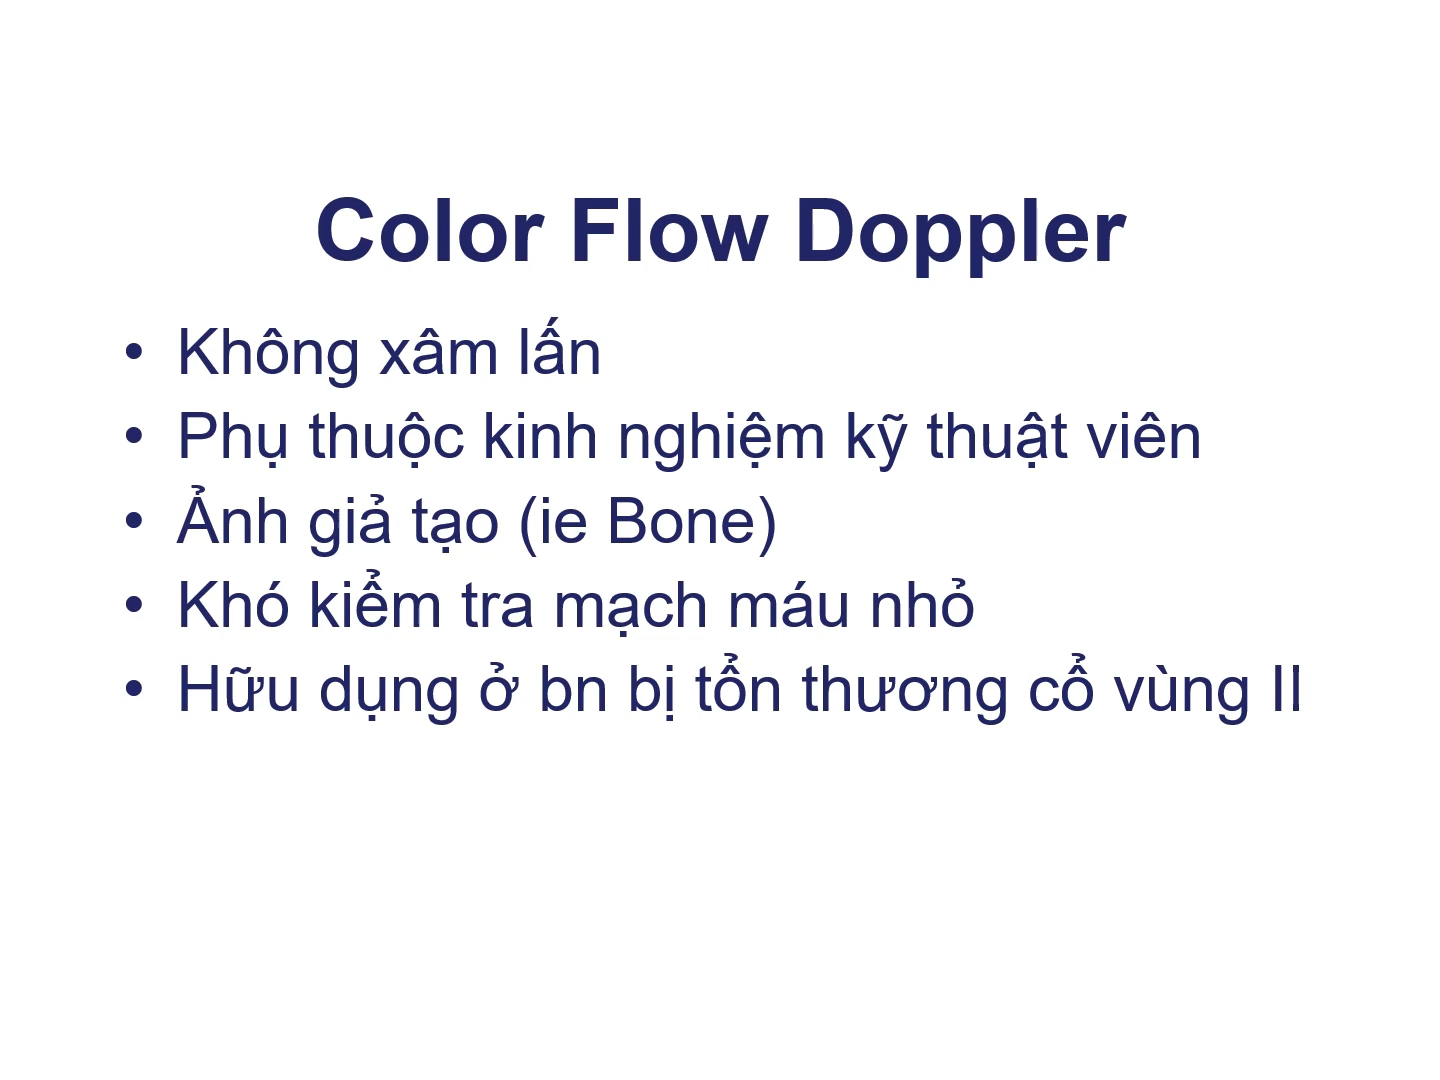 Color Flow Doppler
• Không xâm lấn
• Phụ thuộc kinh nghiệm kỹ thuật viên
• Ảnh giả tạo (ie Bone)
• Khó kiểm tra mạch máu nhỏ
• Hữu dụng ở bn bị tổn thương cổ vùng II